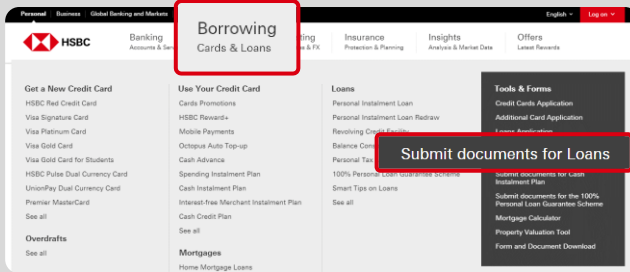 Personal Business Global Banking and Markets English Log on
HSBC
Banking
Accounts &
Borrowing
Cards & Loans
& FX
Insurance
Protection & Planning
Insights
Analysis & Market Data
Offers
Latest Rewards
Get a New Credit Card
HSBC Red Credit Card
Visa Signature Card
Visa Platinum Card
Visa Gold Card
Visa Gold Card for Students
HSBC Pulse Dual Currency Card
UnionPay Dual Currency Card
Premier MasterCard
See all
Overdrafts
See all
Use Your Credit Card
Cards Promotions
HSBC Reward+
Mobile Payments
Octopus Auto Top-up
Cash Advance
Spending Instalment Plan
Cash Instalment Plan
Interest-free Merchant Instalment Plan
Cash Credit Plan
See all
Mortgages
Home Mortgage Loans
Loans
Personal Instalment Loan
Personal Instalment Loan Redraw
Revolving Credit Facility
Balance
Personal Tax
100% Personal Loan Guarantee Scheme
Smart Tips on Loans
See all
Tools & Forms
Credit Cards Application
Additional Card Application
Loans Application
Submit documents for Loans
Submit documents for Cash
Instalment Plan
Submit documents for the 100%
Personal Loan Guarantee Scheme
Mortgage Calculator
Property Valuation Tool
Form and Document Download